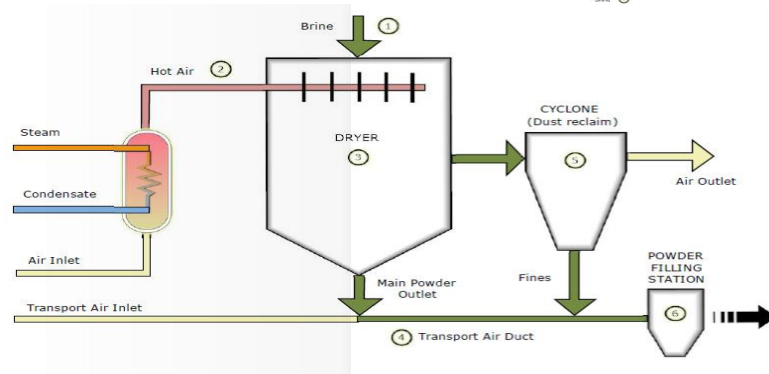 Brine
1
Hot Air
2
CYCLONE
(Dust reclaim)
Steam
DRYER
3
5
Condensate
Air Outlet
Air Inlet
Main Powder
Outlet
Fines
POWDER
FILLING
STATION
Transport Air Inlet
4
Transport Air Duct
6